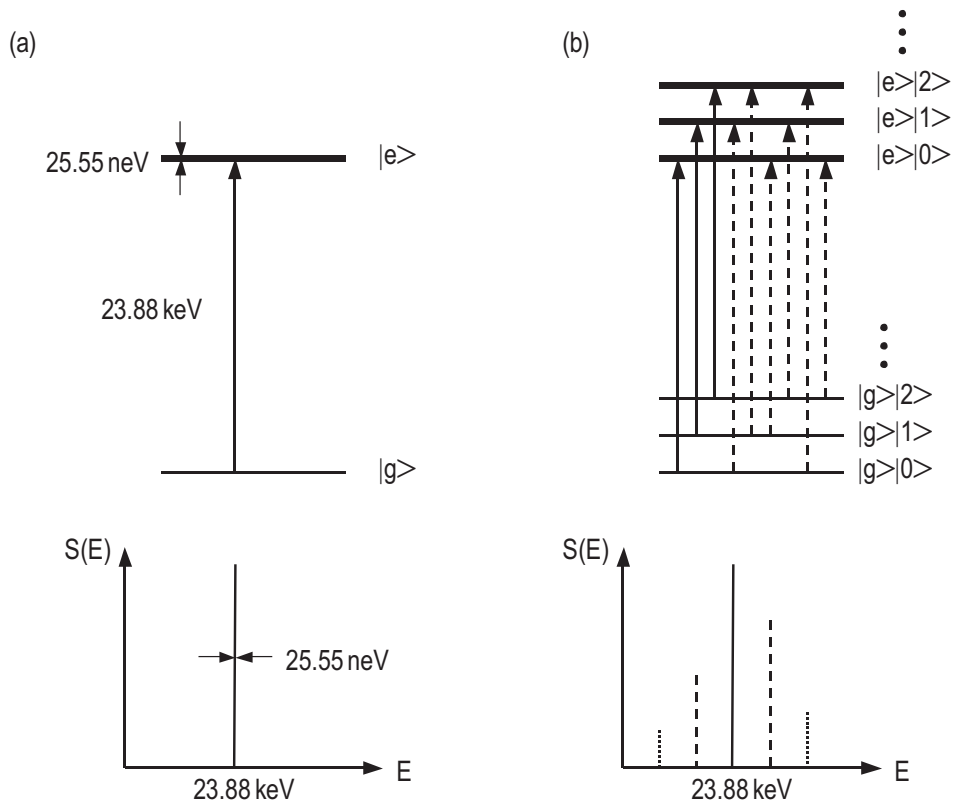 (a)
25.55 neV
|e>
23.88 keV
|g>
S(E)
25.55 neV
E
23.88 keV
(b)
|e>|2>
|e>|1>
|e>|0>
|g>|2>
|g>|1>
|g>|0>
S(E)
E
23.88 keV